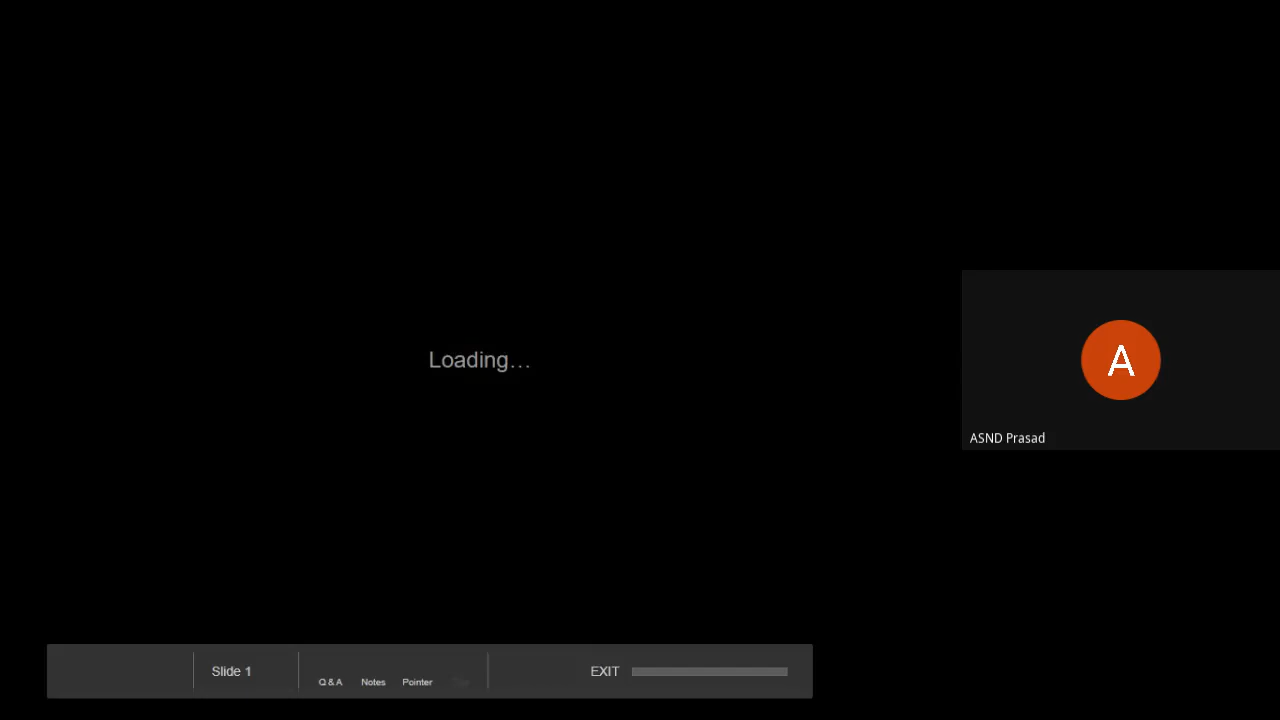 Loading…
A
ASND Prasad
Slide 1
Q & A Notes Pointer
EXIT